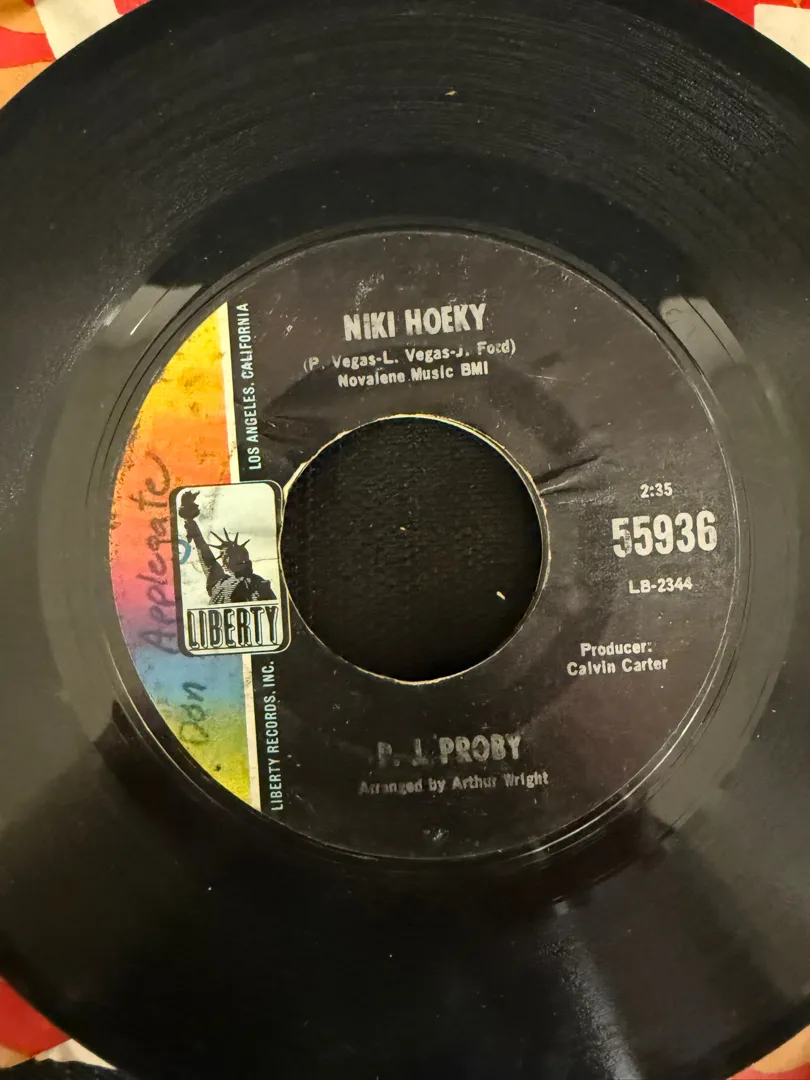 NIKI HOEKY
(P. Vegas-L. Vegas-J. Ford)
Novalene Music BMI
2:35
55936
LB-2344
Producer:
Calvin Carter
P. J. PROBY
Arranged by Arthur Wright
LIBERTY
LIBERTY RECORDS, INC. LOS ANGELES, CALIFORNIA
Don Applegate